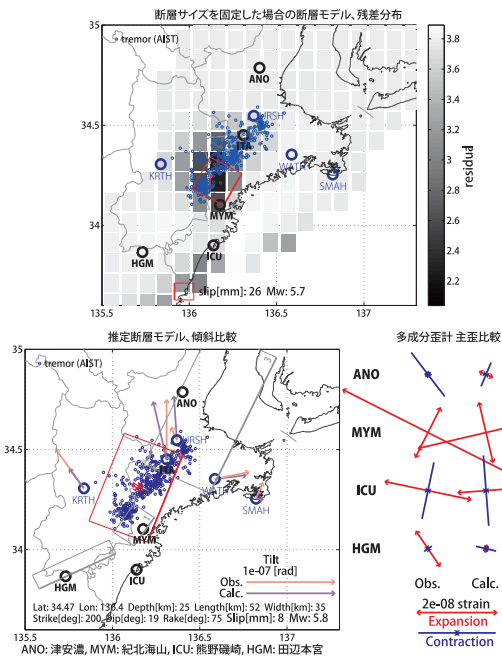 断層サイズを固定した場合の断層モデル、残差分布
35
tremor (AIST)
ANO
URSH
34.5
ITA
KRTH
WATH
SMAH
34
MYM
ICU
HGM
slip[mm]: 26 Mw: 5.7
136
136.5
137
3.8
3.6
3.4
3.2
3
2.8
2.6
2.4
2.2
residual
推定断層モデル、傾斜比較
35
tremor (AIST)
ANO
3
URSH
34.5
ITA
KRTH
SMAH
34
MYM
HGM
ICU
Tilt
1e-07 [rad]
Obs.
Calc.
Lat: 34.47 Lon: 136.4 Depth[km]: 25 Length[km]: 52 Width[km]: 35
Strike[deg]: 200 Dip[deg]: 19 Rake[deg]: 75 Slip[mm]: 8 Mw: 5.8
33.5
135.5
136
136.5
137
多成分歪計 主歪比較
ANO
MYM
ICU
HGM
Obs. Calc.
2e-08 strain
Expansion
Contraction
ANO: 津安濃, MYM: 紀北海山, ICU: 熊野磯崎, HGM: 田辺本宮